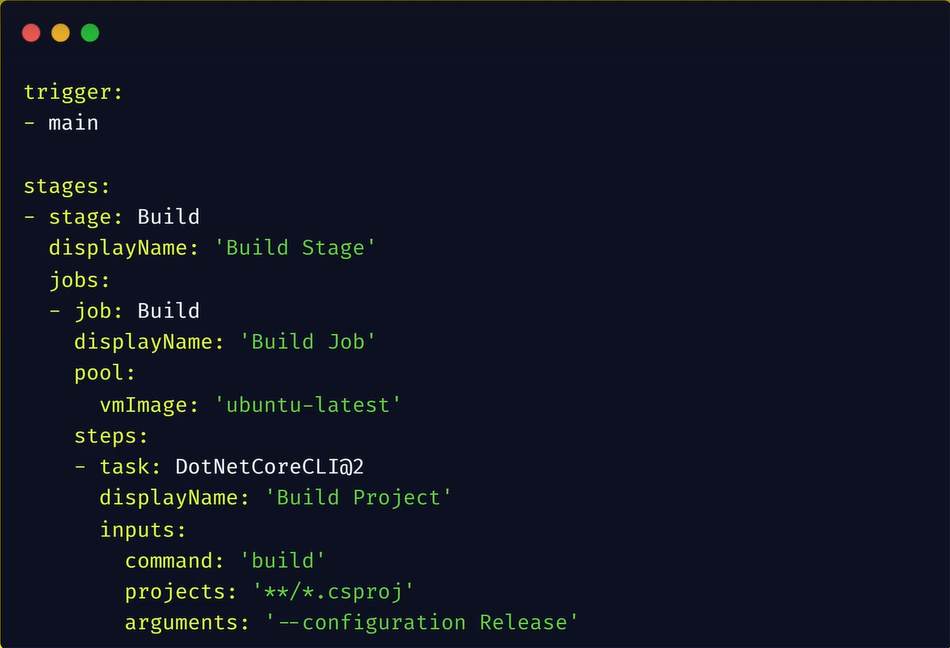 trigger:
- main

stages:
- stage: Build
  displayName: 'Build Stage'
  jobs:
  - job: Build
    displayName: 'Build Job'
    pool:
      vmImage: 'ubuntu-latest'
    steps:
    - task: DotNetCoreCLI@2
      displayName: 'Build Project'
      inputs:
        command: 'build'
        projects: '**/*.csproj'
        arguments: '--configuration Release'